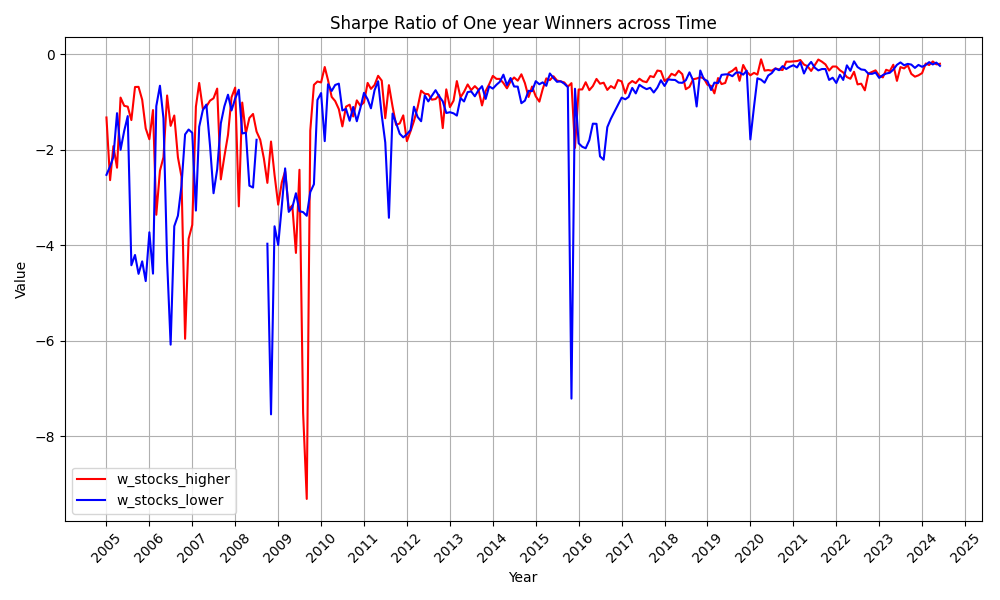 Sharpe Ratio of One year Winners across Time
Value
0
−2
−4
−6
−8
w_stocks_higher
w_stocks_lower
2005 2006 2007 2008 2009 2010 2011 2012 2013 2014 2015 2016 2017 2018 2019 2020 2021 2022 2023 2024 2025
Year